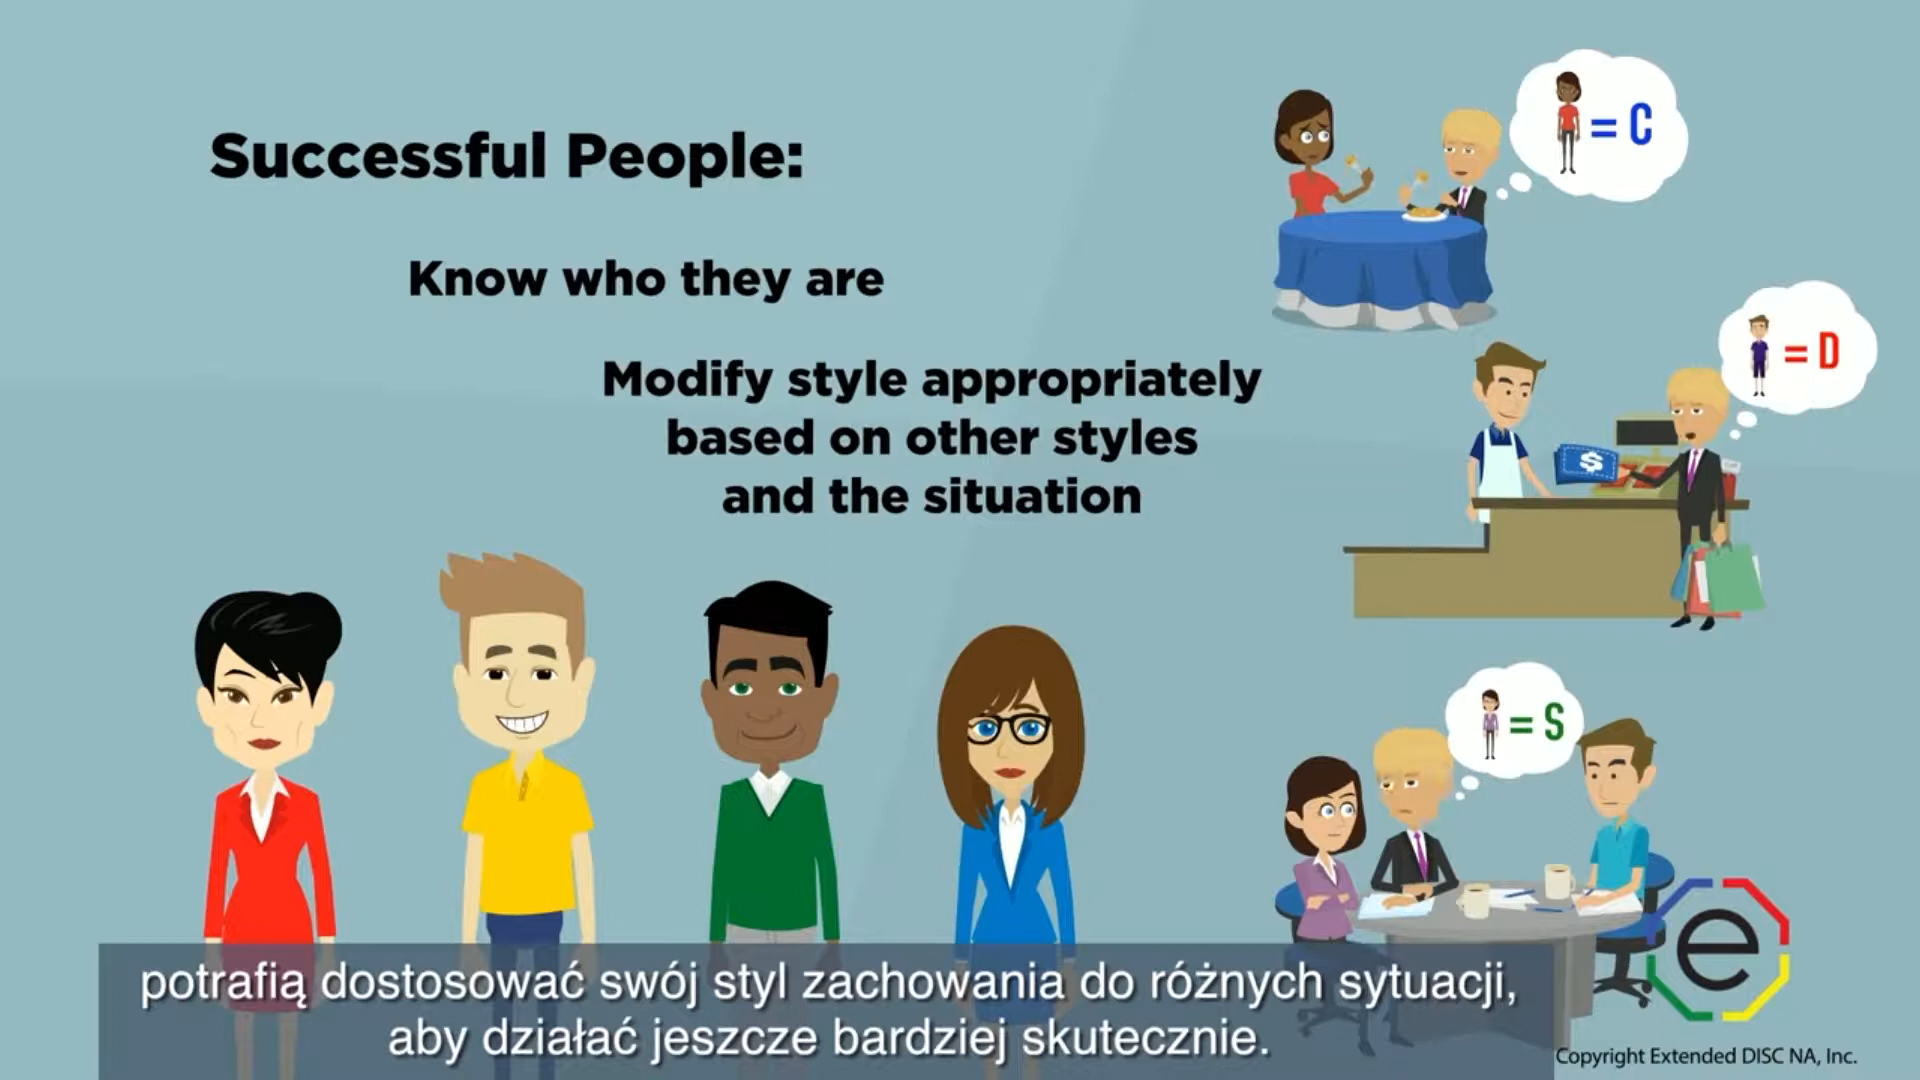 Successful People:
Know who they are
Modify style appropriately
based on other styles
and the situation
= C
= D
$
= S
e
potrafią dostosować swój styl zachowania do różnych sytuacji,
aby działać jeszcze bardziej skutecznie.
Copyright Extended DISC NA, Inc.